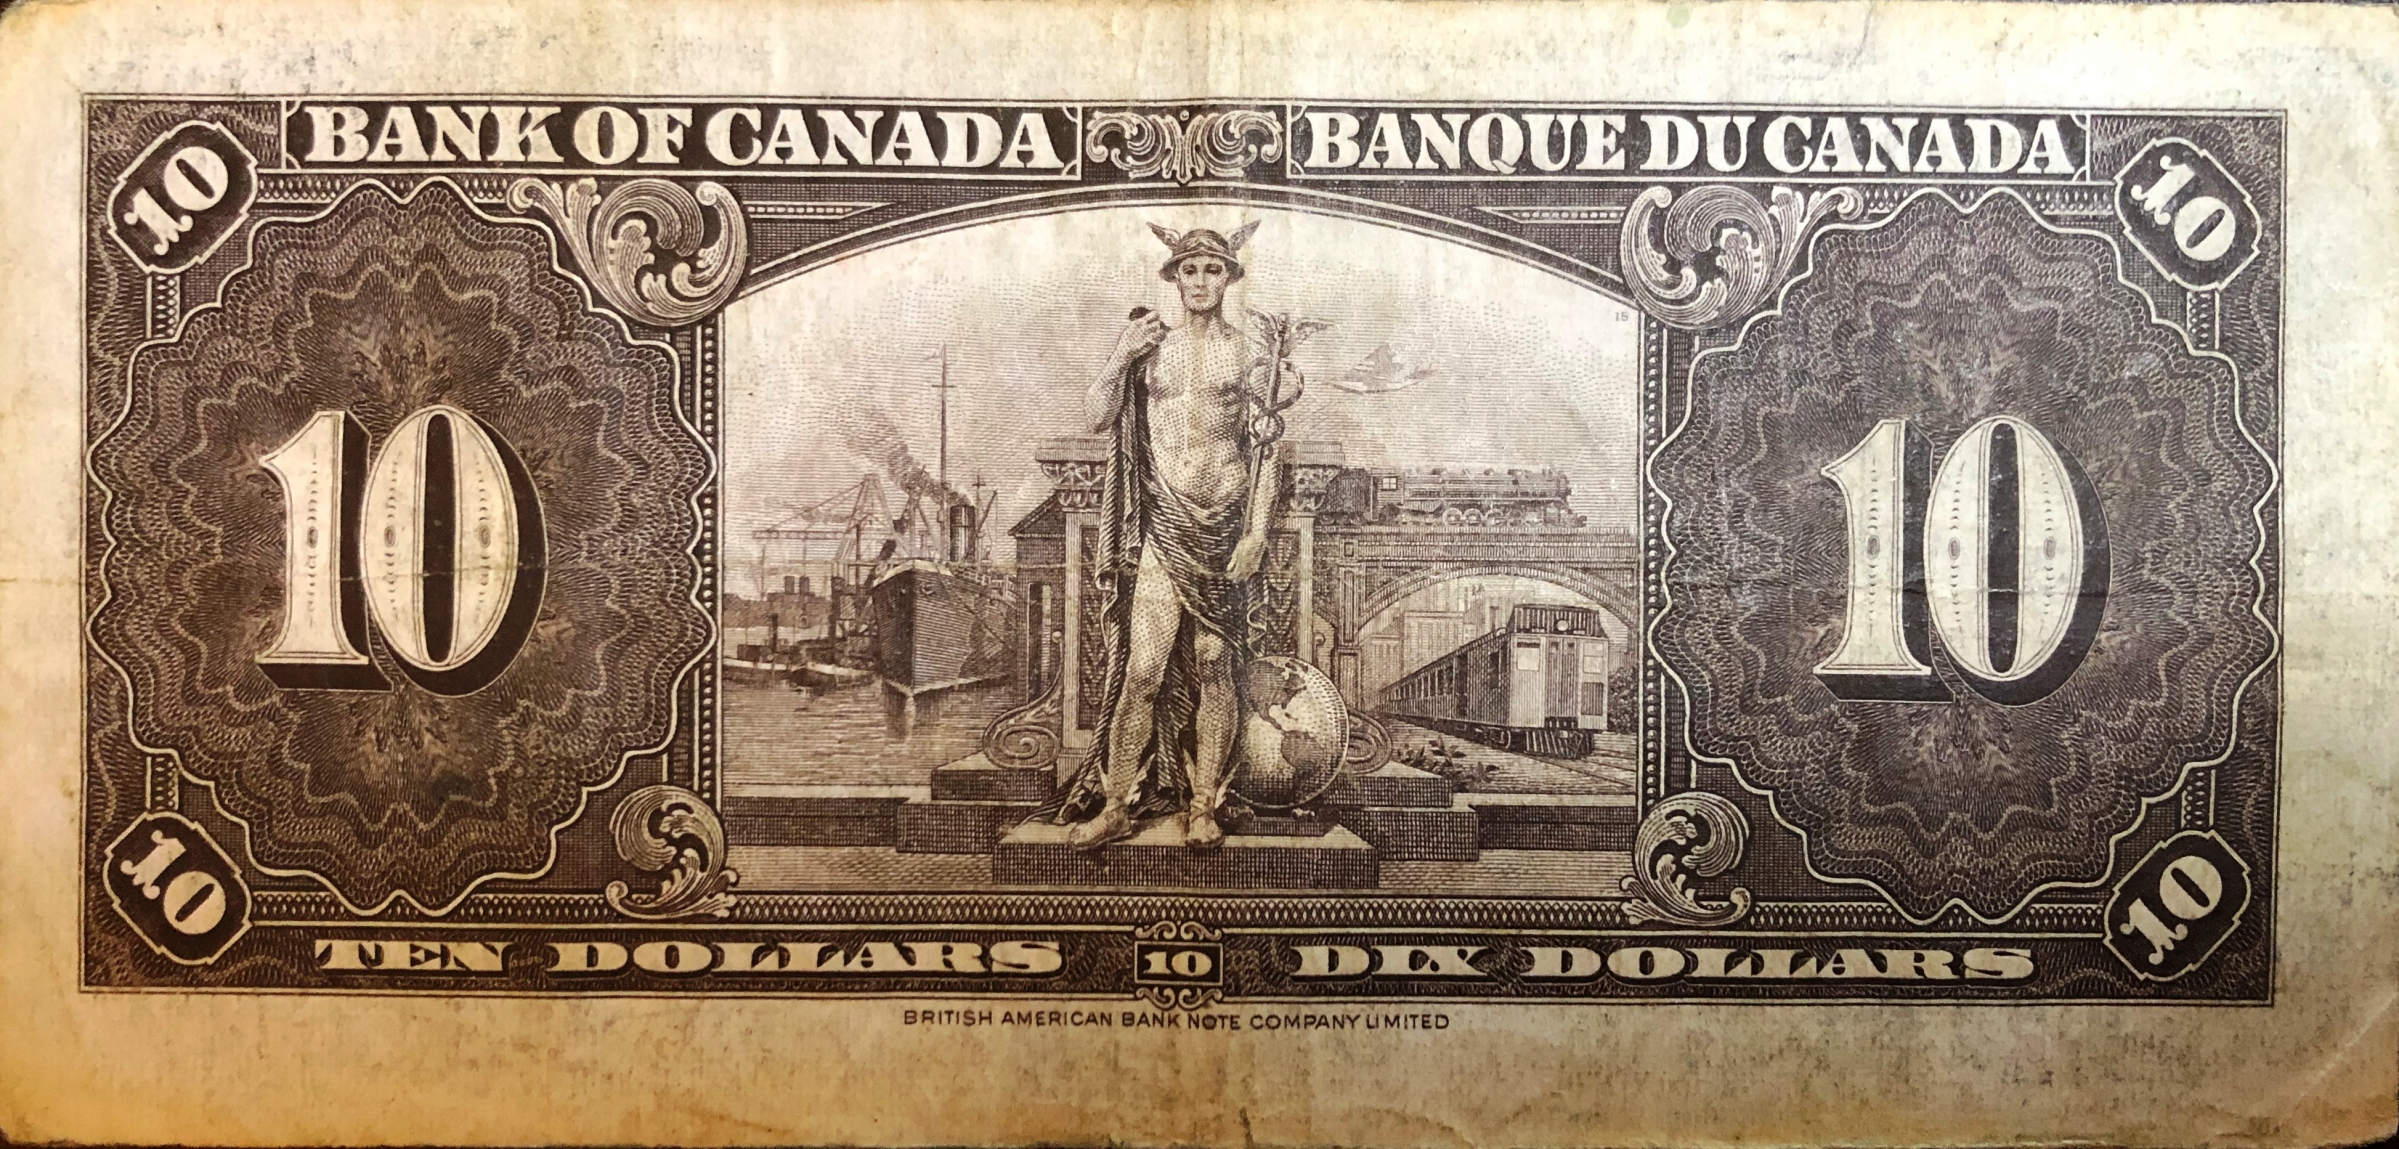 BANK OF CANADA
BANQUE DU CANADA
10
10
15
10
10
10
10
TEN DOLLARS
10
DIX DOLLARS
BRITISH AMERICAN BANK NOTE COMPANY LIMITED